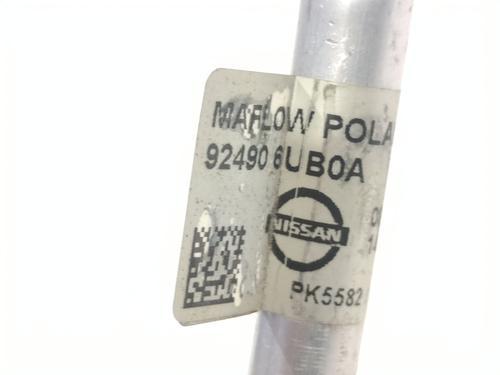 MAFLOW POLA
92490 6UB0A
NISSAN
PK5582